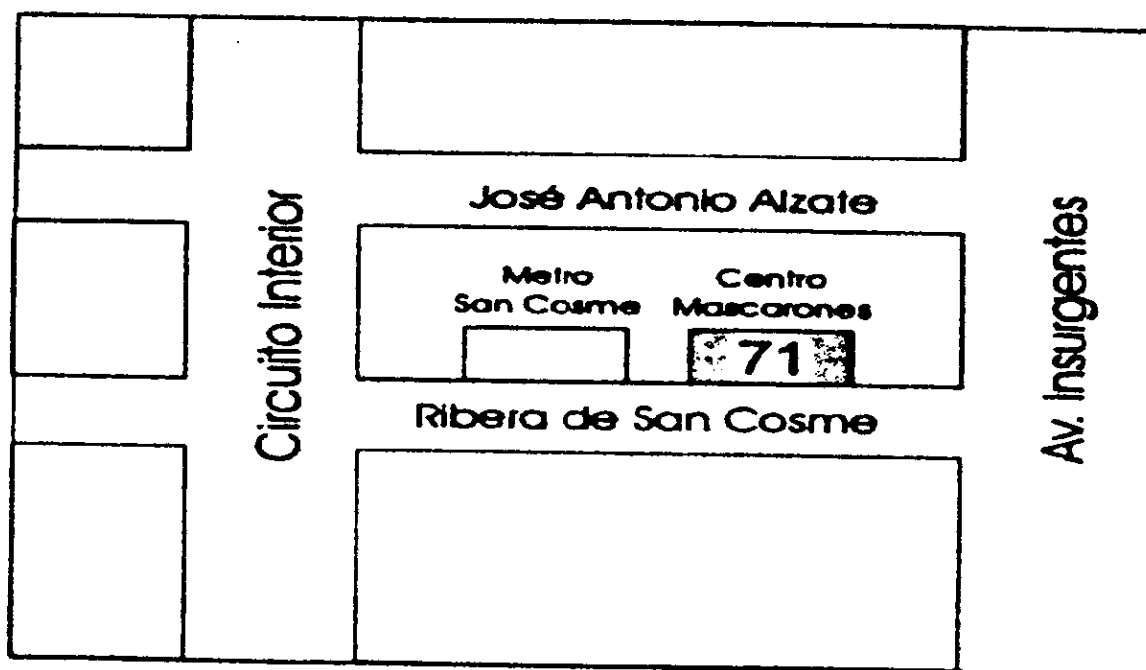 José Antonio Alzate
Circuito Interior
Metro
San Cosme
Centro
Mascarones
71
Ribera de San Cosme
Av. Insurgentes